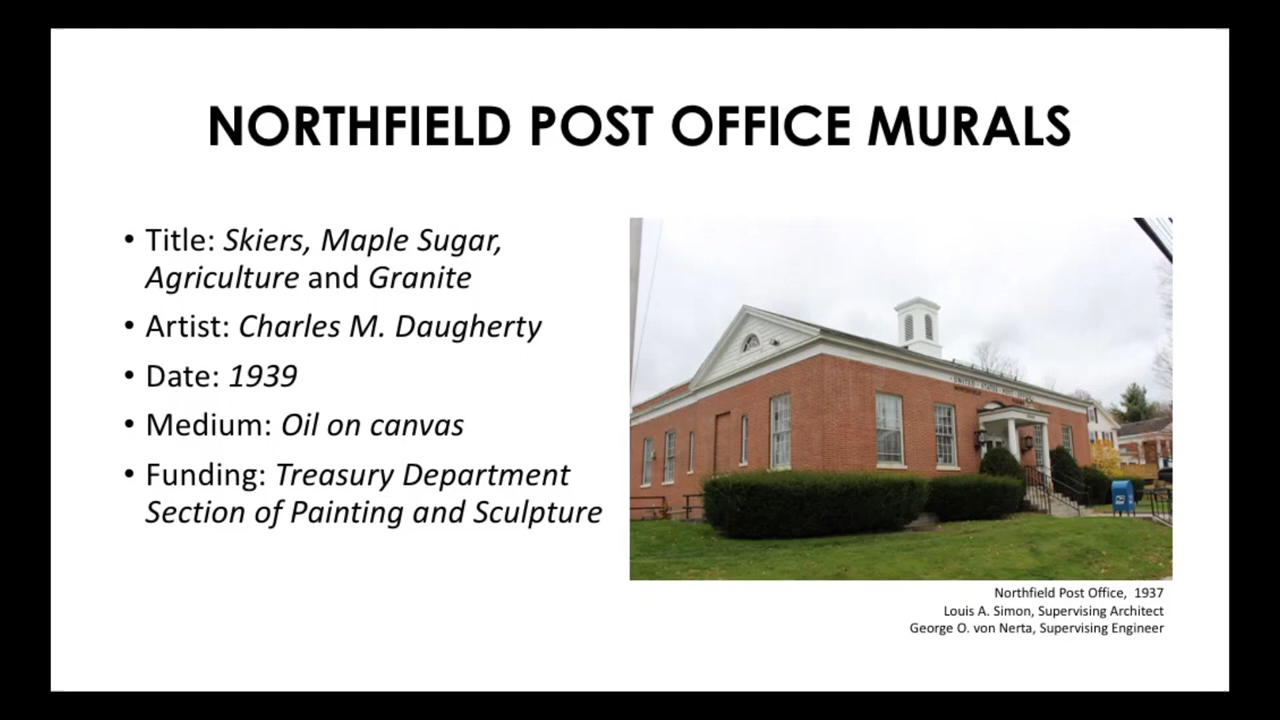 NORTHFIELD POST OFFICE MURALS
• Title: Skiers, Maple Sugar,
Agriculture and Granite
• Artist: Charles M. Daugherty
• Date: 1939
• Medium: Oil on canvas
• Funding: Treasury Department
Section of Painting and Sculpture
UNITED STATES
Northfield Post Office, 1937
Louis A. Simon, Supervising Architect
George O. von Nerta, Supervising Engineer